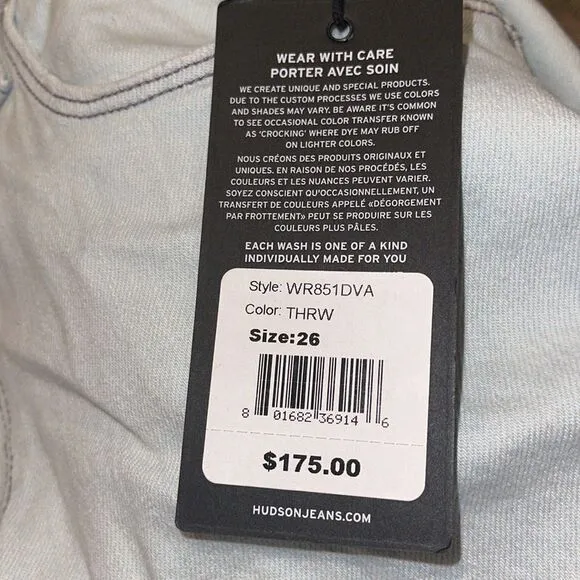 WEAR WITH CARE
PORTER AVEC SOIN
WE CREATE UNIQUE AND SPECIAL PRODUCTS.
DUE TO THE CUSTOM PROCESSES WE USE COLORS
AND SHADES MAY VARY. BE AWARE IT'S COMMON
TO SEE OCCASIONAL COLOR TRANSFER KNOWN
AS 'CROCKING' WHERE DYE MAY RUB OFF
ON LIGHTER COLORS.
NOUS CRÉONS DES PRODUITS ORIGINAUX ET
UNIQUES. EN RAISON DE NOS PROCÉDÉS, LES
COULEURS ET LES NUANCES PEUVENT VARIER.
SOYEZ CONSCIENT QU'OCCASIONNELLEMENT, UN
TRANSFERT DE COULEURS APPELÉ «DÉGORGEMENT
PAR FROTTEMENT» PEUT SE PRODUIRE SUR LES
COULEURS PLUS PÂLES.
EACH WASH IS ONE OF A KIND
INDIVIDUALLY MADE FOR YOU
Style: WR851DVA
Color: THRW
Size:26
8 01682 36914 6
$175.00
HUDSONJEANS.COM